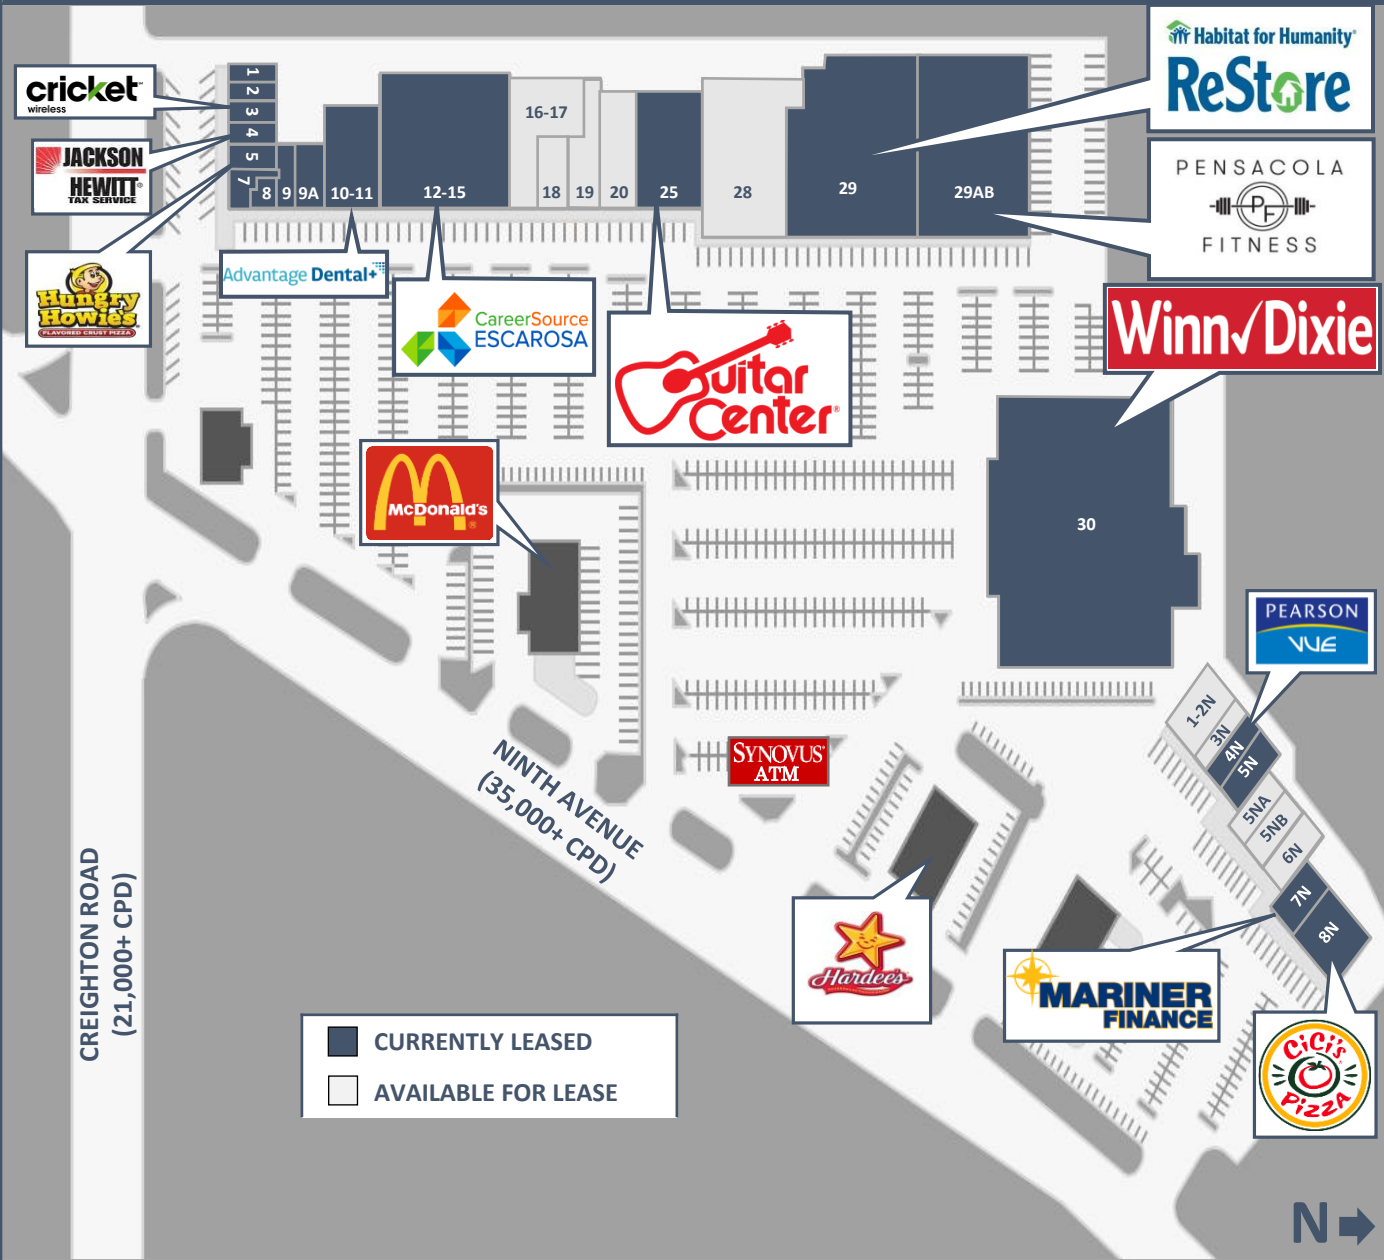 Habitat for Humanity®
ReStore
cricket
wireless
JACKSON
HEWITT®
TAX SERVICE
Hungry
Howie's
FLAVORED CRUST PIZZA
1
2
3
4
5
7
8
9
9A
10-11
12-15
16-17
18
19
20
25
28
29
29AB
PENSACOLA
PF
FITNESS
Advantage Dental+
CareerSource
ESCAROSA
Guitar
Center®
Winn✓Dixie
McDonald's
®
30
PEARSON
VUE
1-2N
3N
4N
5N
5NA
5NB
6N
7N
8N
SYNOVUS®
ATM
NINTH AVENUE
(35,000+ CPD)
CREIGHTON ROAD
(21,000+ CPD)
Hardee's
MARINER
FINANCE
CiCi's
PiZZA
CURRENTLY LEASED
AVAILABLE FOR LEASE
N